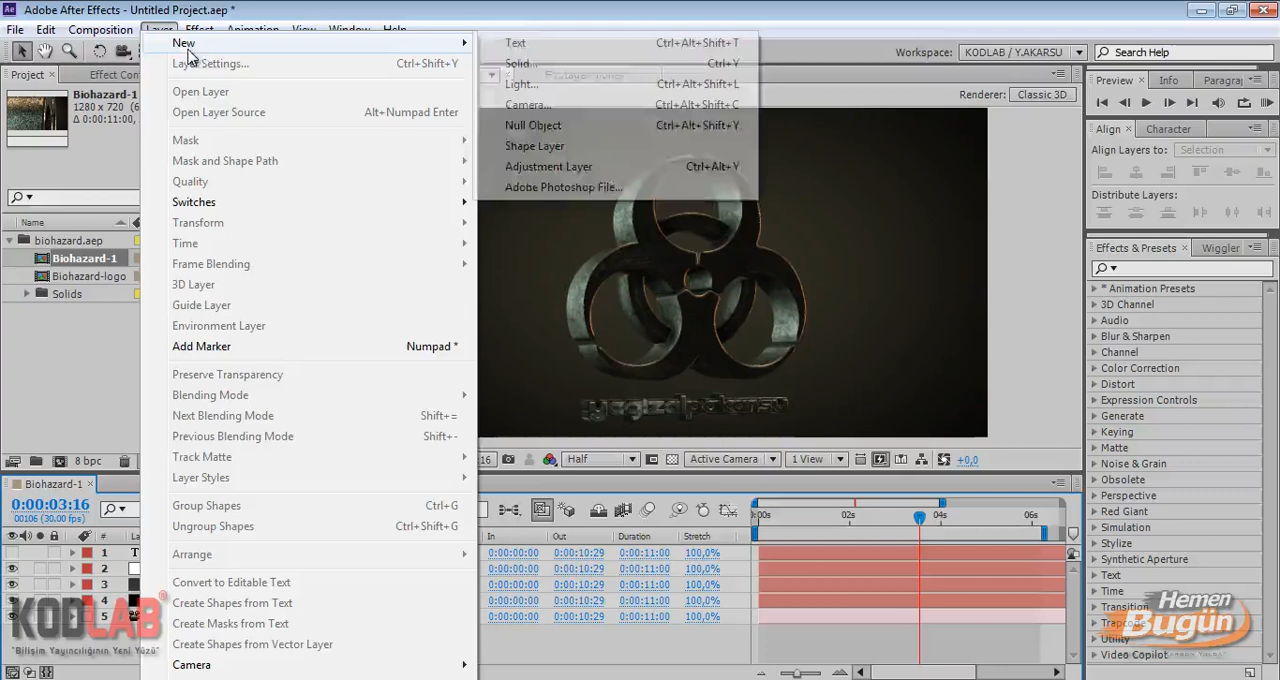 Adobe After Effects - Untitled Project.aep *
File Edit Composition Layer Effect Animation View Window Help
Workspace: KODLAB / Y.AKARSU
Search Help
Project
Effect Con
Biohazard-1
1280 x 720
Δ 0:00:11:00
Name
biohazard.aep
Biohazard-1
Biohazard-logo
Solids
8 bpc
New
Layer Settings... Ctrl+Shift+Y
Open Layer
Open Layer Source Alt+Numpad Enter
Mask
Mask and Shape Path
Quality
Switches
Transform
Time
Frame Blending
3D Layer
Guide Layer
Environment Layer
Add Marker Numpad *
Preserve Transparency
Blending Mode
Next Blending Mode Shift+=
Previous Blending Mode Shift+-
Track Matte
Layer Styles
Group Shapes Ctrl+G
Ungroup Shapes Ctrl+Shift+G
Arrange
Convert to Editable Text
Create Shapes from Text
Create Masks from Text
Create Shapes from Vector Layer
Camera
Text Ctrl+Alt+Shift+T
Solid... Ctrl+Y
Light... Ctrl+Alt+Shift+L
Camera... Ctrl+Alt+Shift+C
Null Object Ctrl+Alt+Shift+Y
Shape Layer
Adjustment Layer Ctrl+Alt+Y
Adobe Photoshop File...
Renderer: Classic 3D
yagizalpakarsu
16 Half Active Camera 1 View +0,0
Preview Info Paragra
Align Character
Align Layers to: Selection
Distribute Layers:
Effects & Presets Wiggler
* Animation Presets
3D Channel
Audio
Blur & Sharpen
Channel
Color Correction
Distort
Expression Controls
Generate
Keying
Matte
Noise & Grain
Obsolete
Perspective
Red Giant
Simulation
Stylize
Synthetic Aperture
Text
Time
Transition
Trapcode
Utility
Video Copilot
Biohazard-1
0:00:03:16
00106 (30.00 fps)
# La
1 T
2
3
4
5
In Out Duration Stretch
0:00:00:00 0:00:10:29 0:00:11:00 100,0%
0:00:00:00 0:00:10:29 0:00:11:00 100,0%
0:00:00:00 0:00:10:29 0:00:11:00 100,0%
0:00:00:00 0:00:10:29 0:00:11:00 100,0%
0:00:00:00 0:00:10:29 0:00:11:00 100,0%
:00s 02s 04s 06s
KODLAB
"Bilişim Yayıncılığının Yeni Yüzü"
Hemen
Bugün